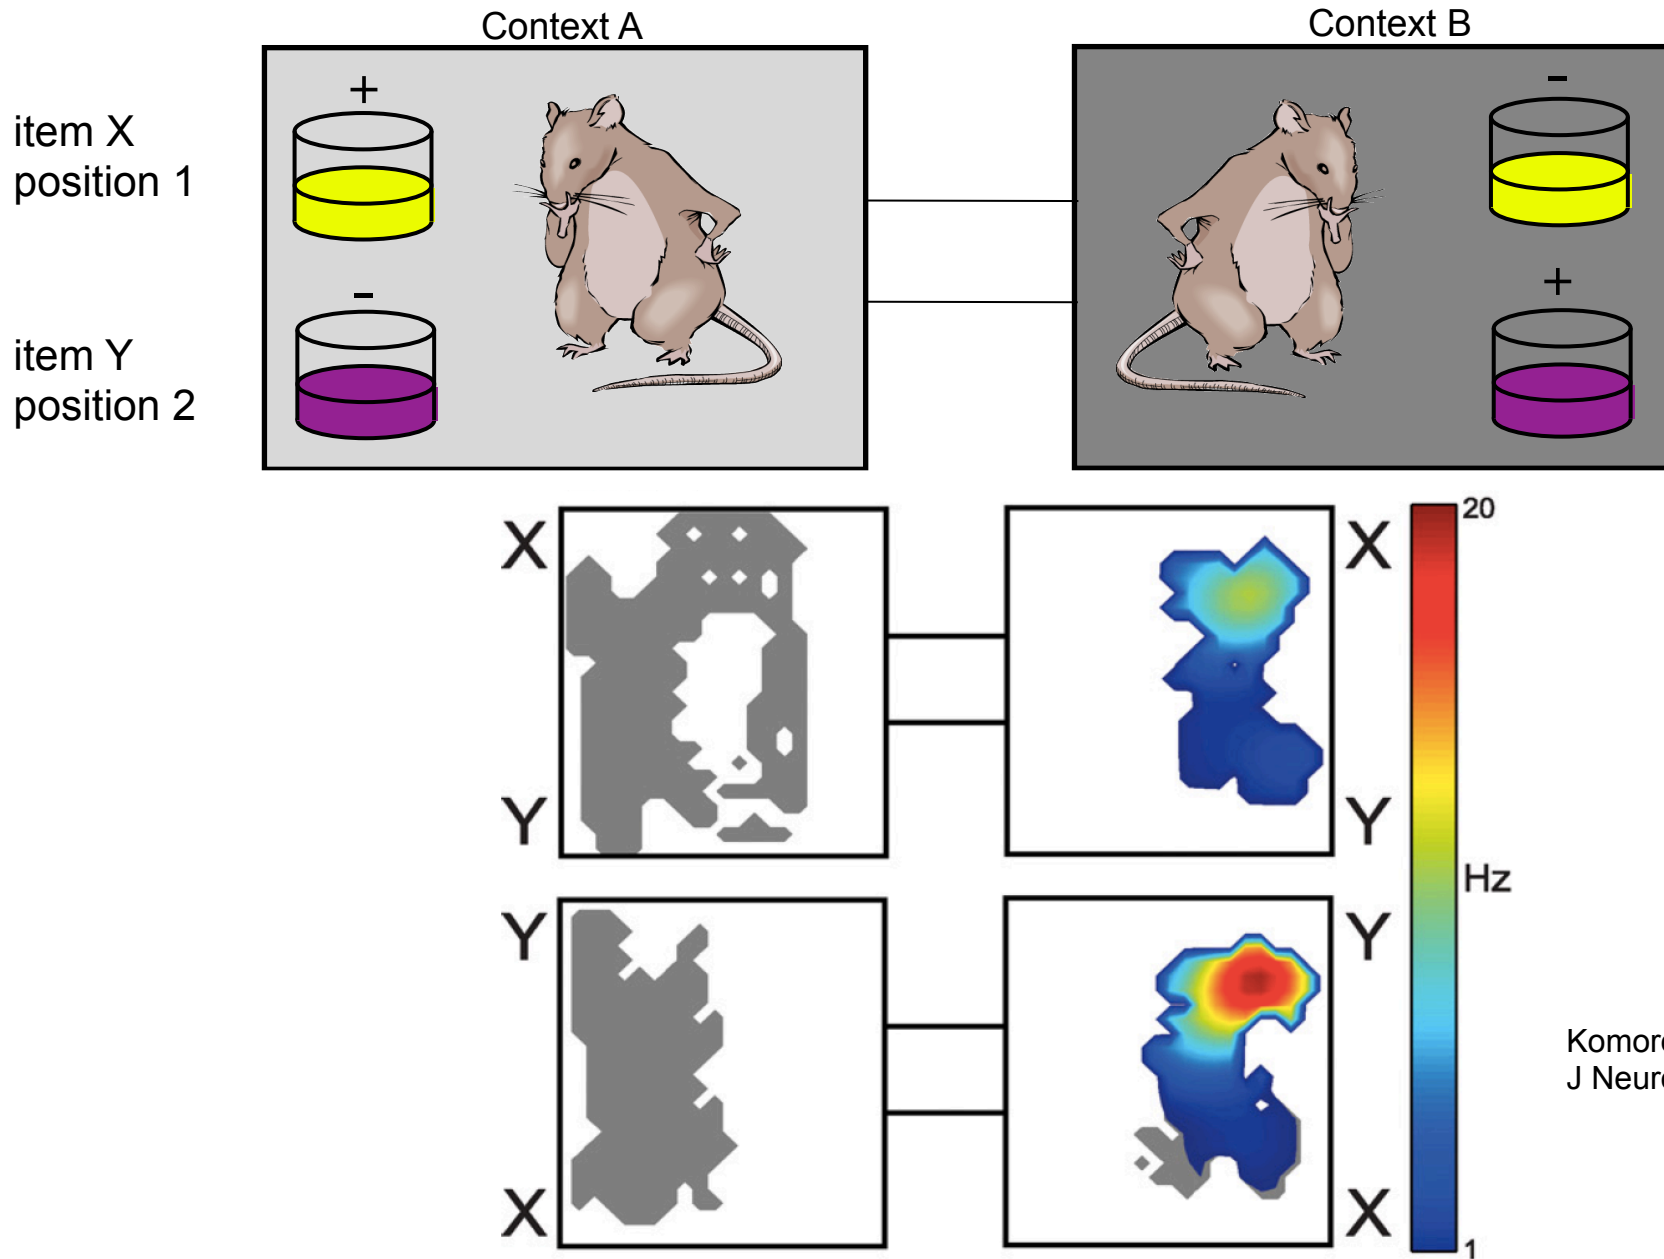 Context A
Context B
+
-
item X
position 1
-
+
item Y
position 2
X
X
20
Y
Y
Hz
Y
Y
X
X
1
J